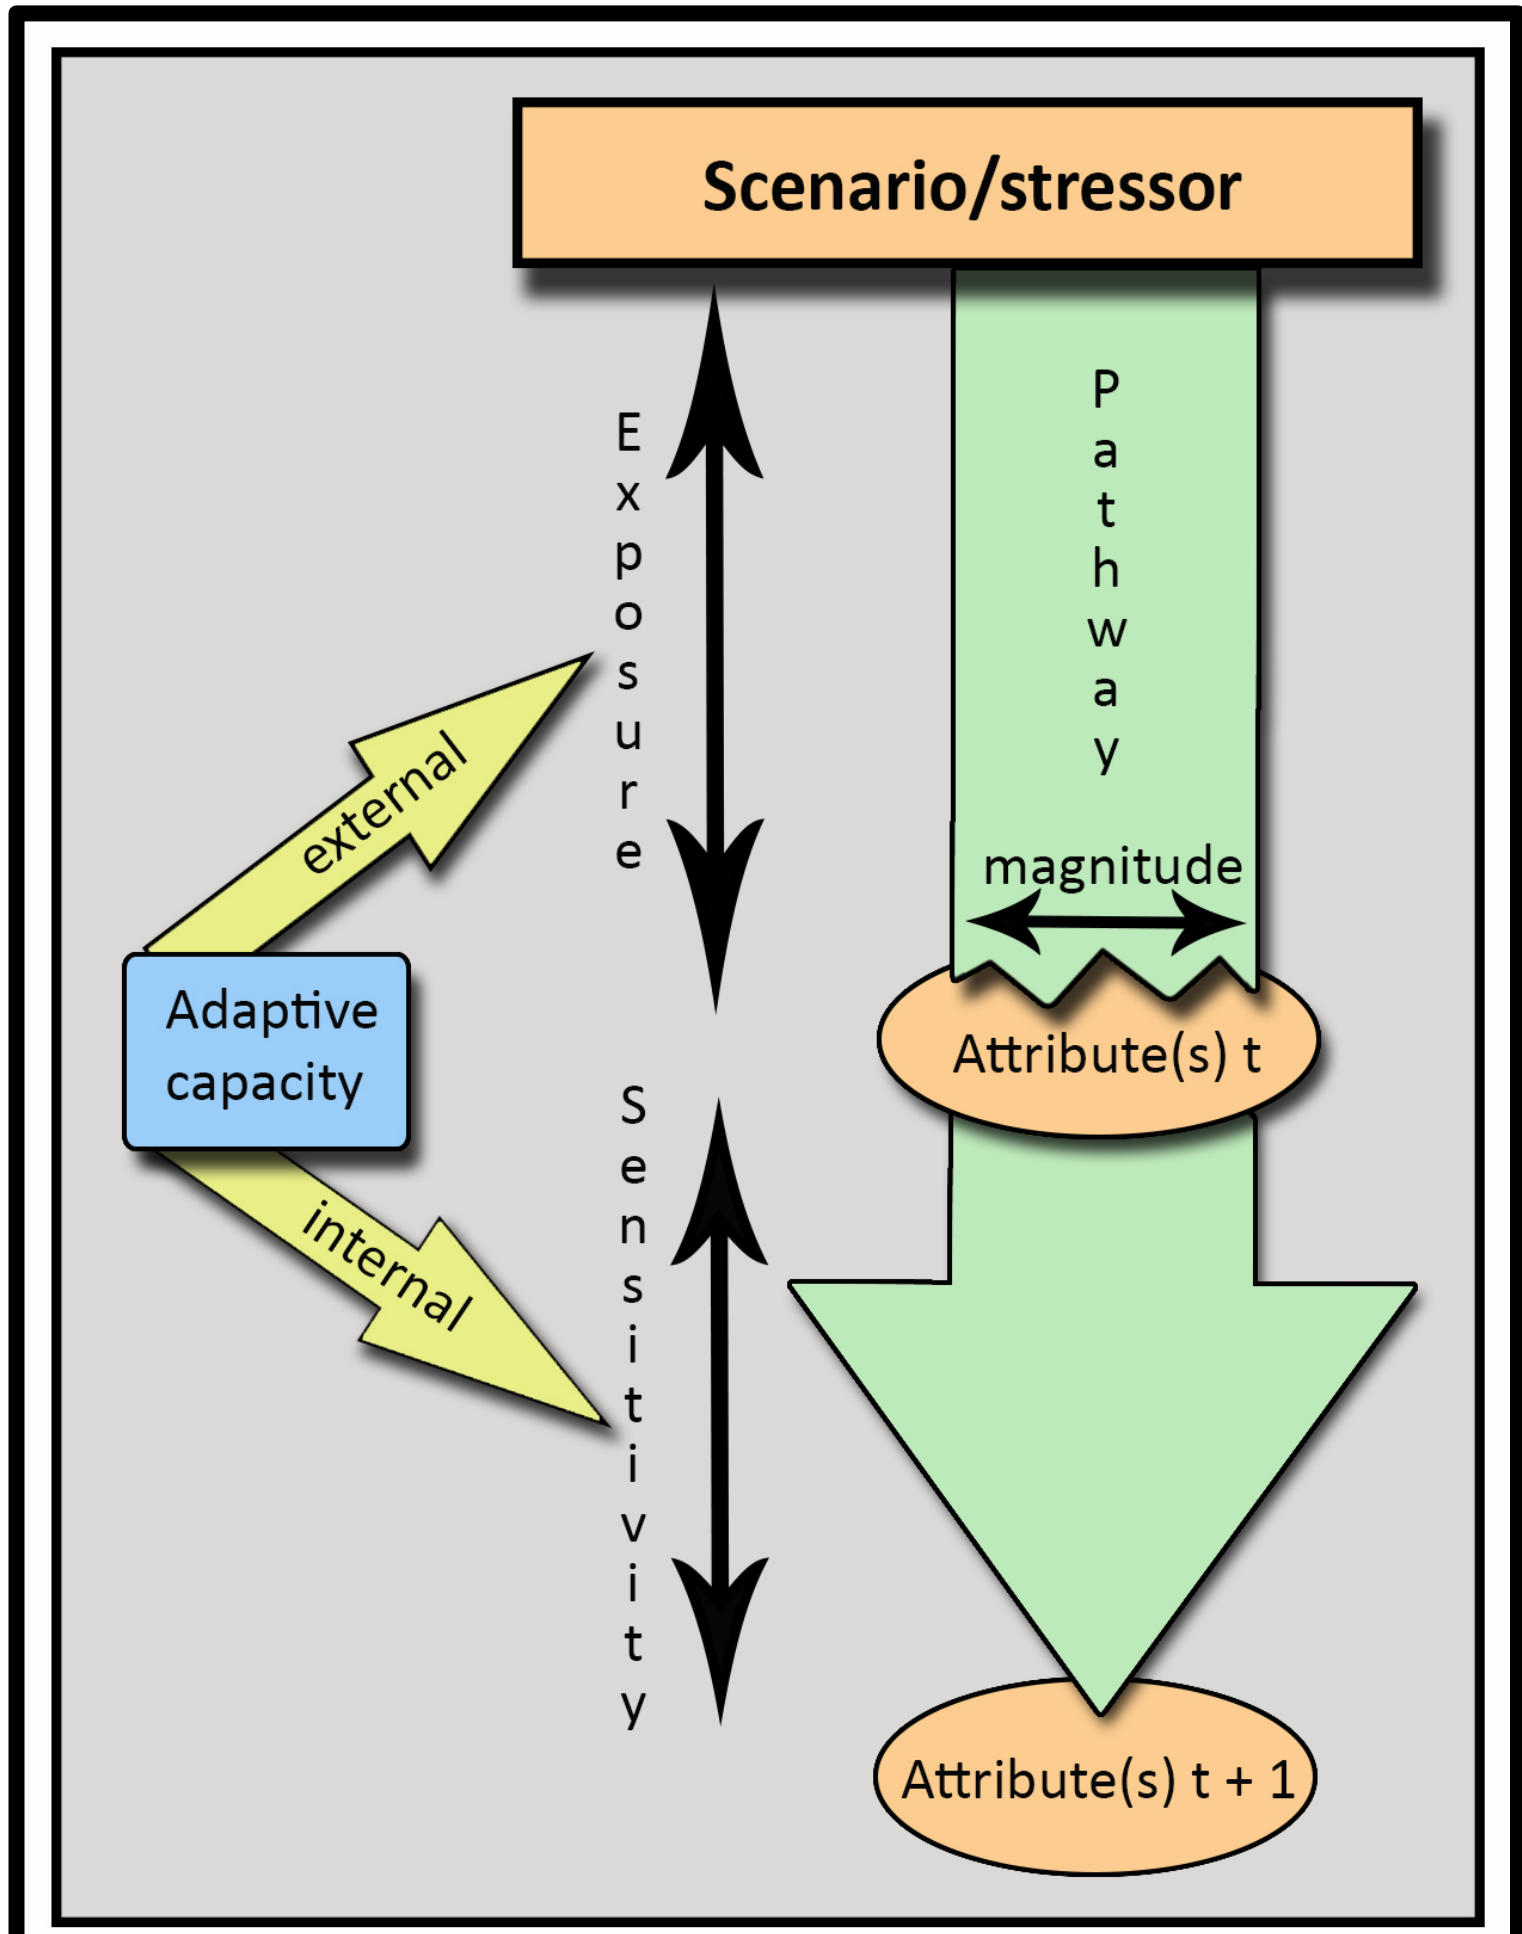 Scenario/stressor
Exposure
Pathway
external
magnitude
Adaptive
capacity
Attribute(s) t
internal
Sensitivity
Attribute(s) t + 1